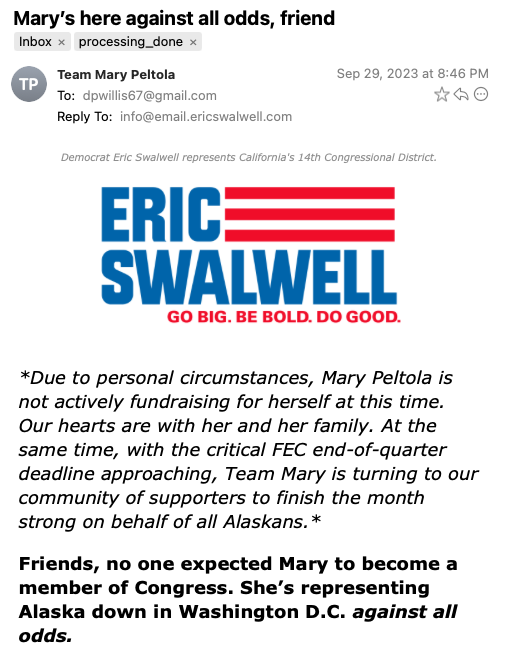 Mary's here against all odds, friend
Inbox × processing_done ×
TP
Team Mary Peltola
Sep 29, 2023 at 8:46 PM
To: dpwillis67@gmail.com
Reply To: info@email.ericswalwell.com
Democrat Eric Swalwell represents California's 14th Congressional District.
ERIC
SWALWELL
GO BIG. BE BOLD. DO GOOD.
*Due to personal circumstances, Mary Peltola is
not actively fundraising for herself at this time.
Our hearts are with her and her family. At the
same time, with the critical FEC end-of-quarter
deadline approaching, Team Mary is turning to our
community of supporters to finish the month
strong on behalf of all Alaskans.*
Friends, no one expected Mary to become a
member of Congress. She's representing
Alaska down in Washington D.C. against all
odds.